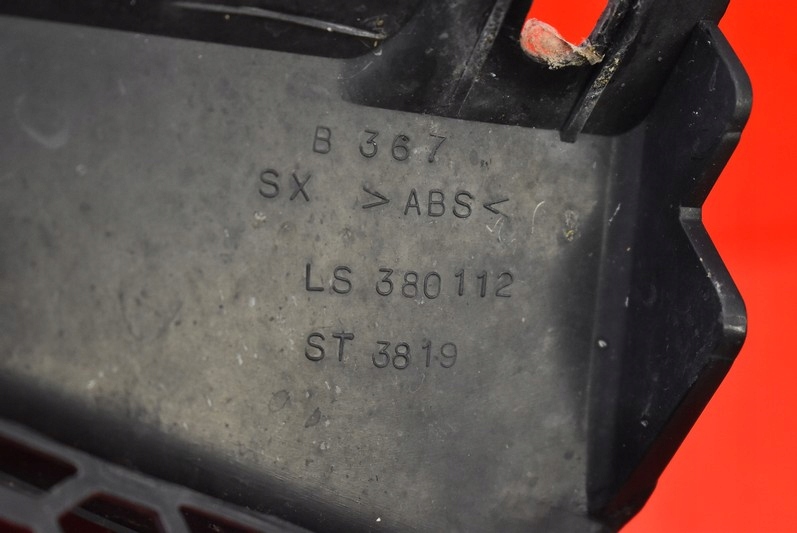 B 367
SX >ABS<
LS 380112
ST 3819